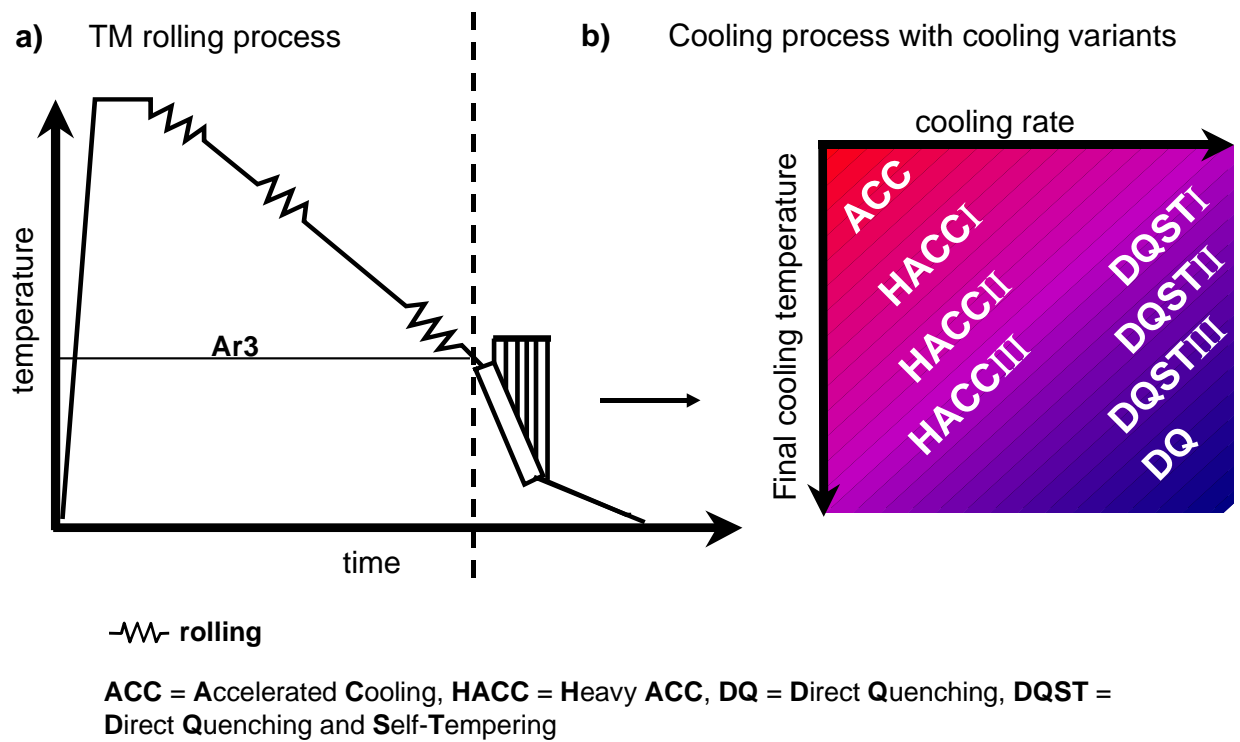 a) TM rolling process
b) Cooling process with cooling variants
temperature
Ar3
time
cooling rate
Final cooling temperature
ACC
HACCI
HACCII
HACCIII
DQSTI
DQSTII
DQSTIII
DQ
rolling
ACC = Accelerated Cooling, HACC = Heavy ACC, DQ = Direct Quenching, DQST =
Direct Quenching and Self-Tempering